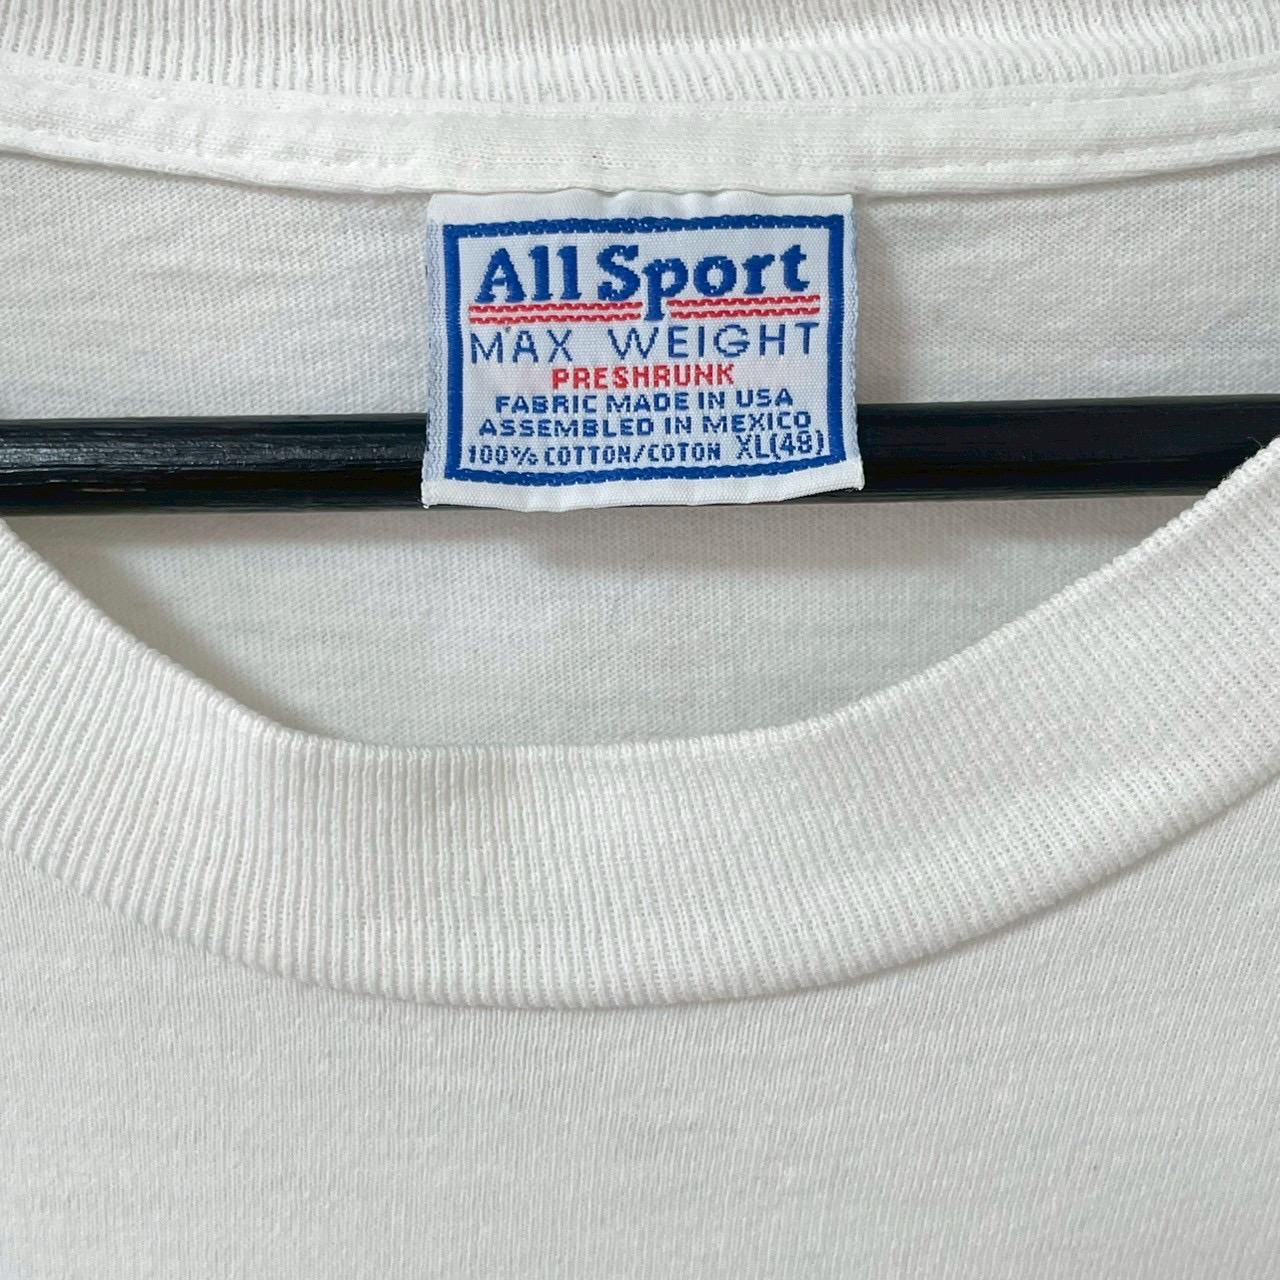 All Sport
MAX WEIGHT
PRESHRUNK
FABRIC MADE IN USA
ASSEMBLED IN MEXICO
100% COTTON/COTON XL(48)